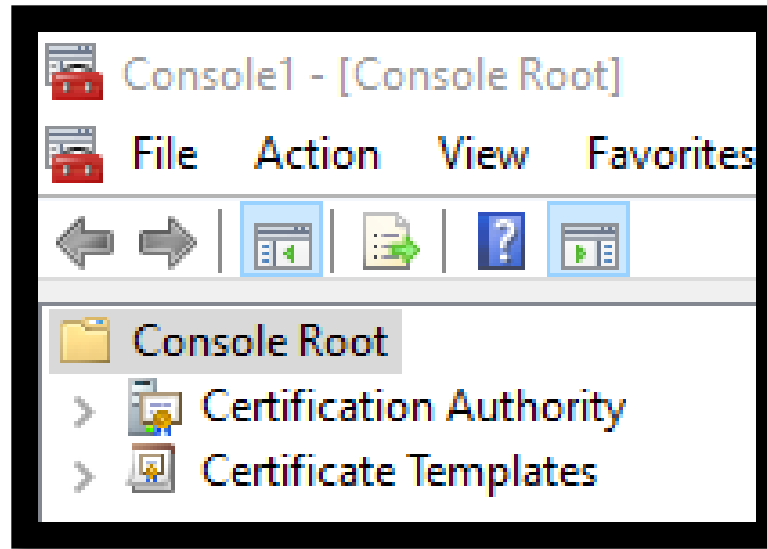 Console1 - [Console Root]
File Action View Favorites
?
Console Root
Certification Authority
Certificate Templates